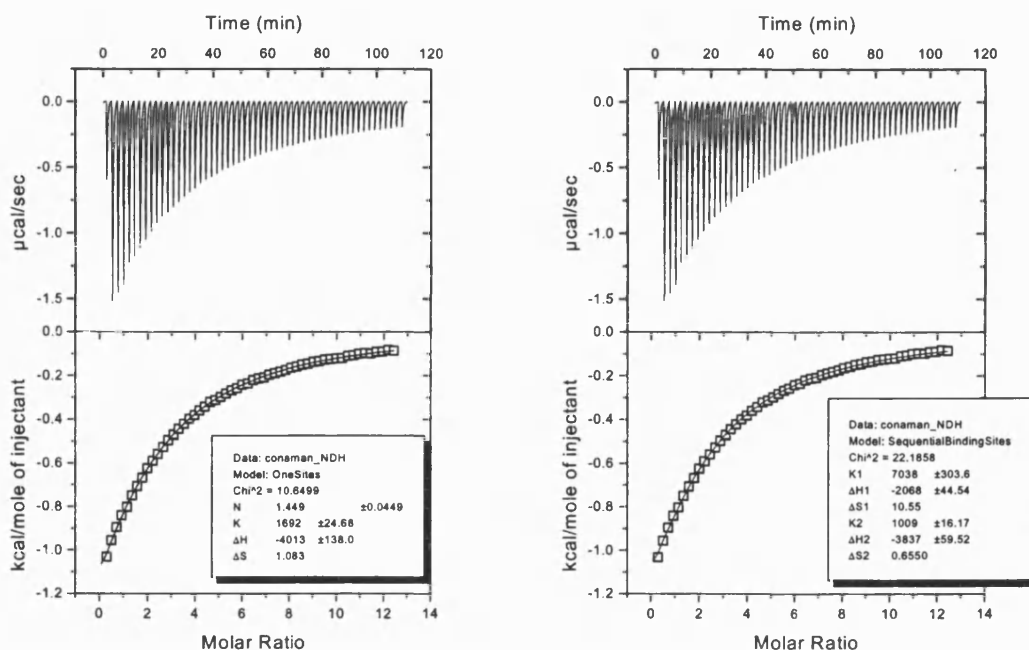 Time (min)
0 20 40 60 80 100 120
0.0
-0.5
-1.0
-1.5
µcal/sec
0.0
-0.2
-0.4
-0.6
-0.8
-1.0
-1.2
kcal/mole of injectant
Data: conaman_NDH
Model: OneSites
Chi^2 = 10.6499
N 1.449 ±0.0449
K 1692 ±24.68
ΔH -4013 ±138.0
ΔS 1.083
0 2 4 6 8 10 12 14
Molar Ratio
Time (min)
0 20 40 60 80 100 120
0.0
-0.5
-1.0
-1.5
µcal/sec
0.0
-0.2
-0.4
-0.6
-0.8
-1.0
-1.2
kcal/mole of injectant
Data: conaman_NDH
Model: SequentialBindingSites
Chi^2 = 22.1858
K1 7038 ±303.6
ΔH1 -2068 ±44.54
ΔS1 10.55
K2 1009 ±16.17
ΔH2 -3837 ±59.52
ΔS2 0.6550
0 2 4 6 8 10 12 14
Molar Ratio